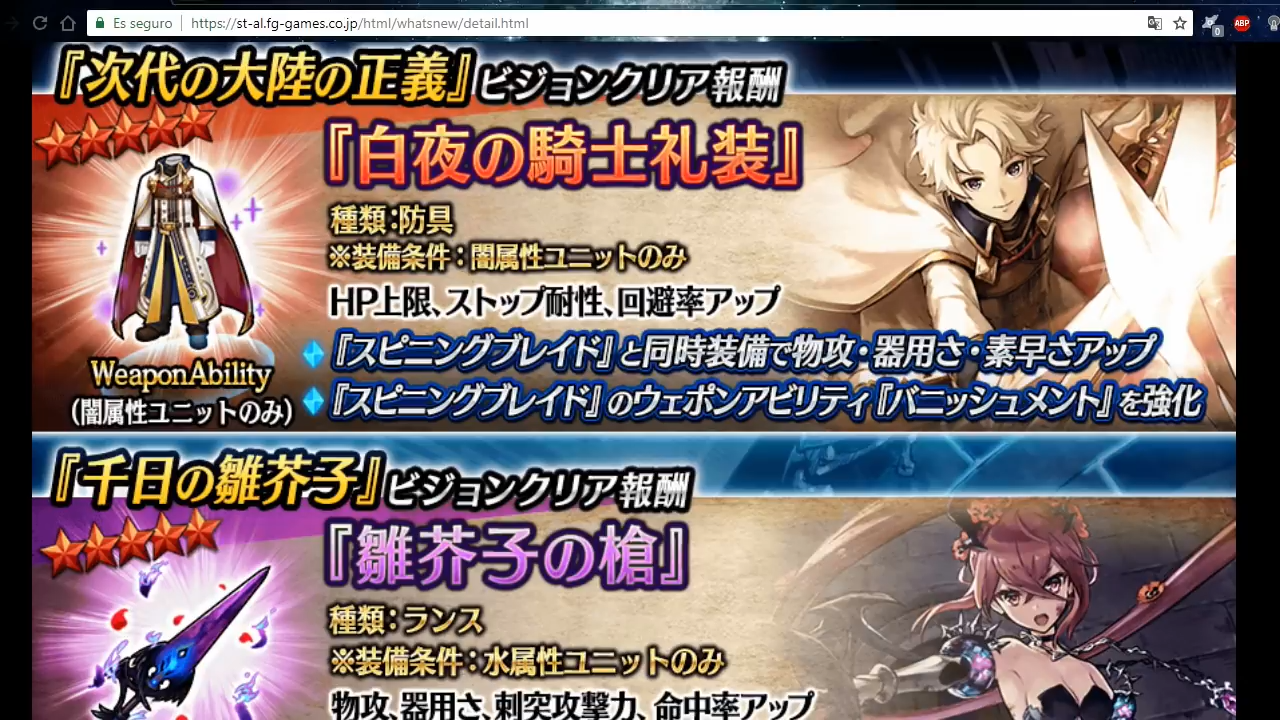 Es seguro
https://st-al.fg-games.co.jp/html/whatsnew/detail.html
0
ABP
『次代の大陸の正義』ビジョンクリア報酬
『白夜の騎士礼装』
種類：防具
※装備条件：闇属性ユニットのみ
HP上限、ストップ耐性、回避率アップ
WeaponAbility
(闇属性ユニットのみ)
『スピニングブレイド』と同時装備で物攻・器用さ・素早さアップ
『スピニングブレイド』のウェポンアビリティ『バニッシュメント』を強化
『千日の雛芥子』ビジョンクリア報酬
『雛芥子の槍』
種類：ランス
※装備条件：水属性ユニットのみ
物攻、器用さ、刺突攻撃力、命中率アップ